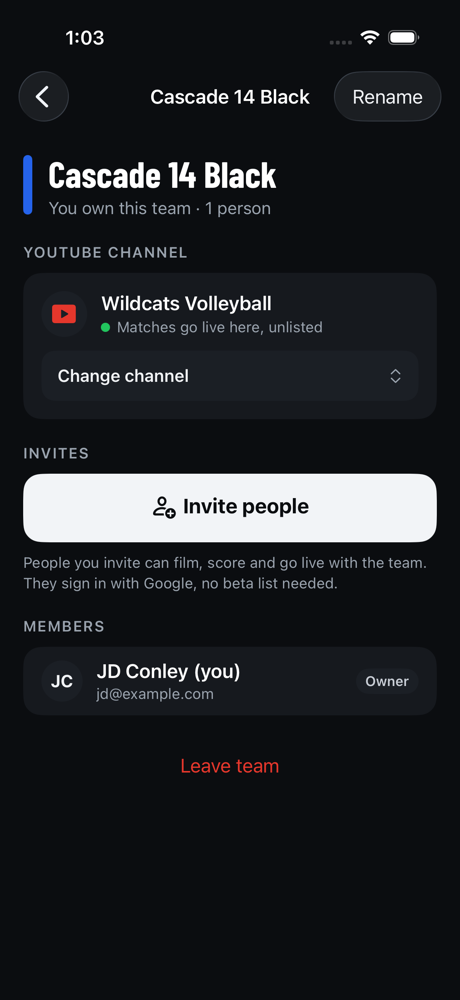 1:03
Cascade 14 Black
Rename
Cascade 14 Black
You own this team · 1 person
YOUTUBE CHANNEL
Wildcats Volleyball
Matches go live here, unlisted
Change channel
INVITES
Invite people
People you invite can film, score and go live with the team.
They sign in with Google, no beta list needed.
MEMBERS
JC
JD Conley (you)
jd@example.com
Owner
Leave team